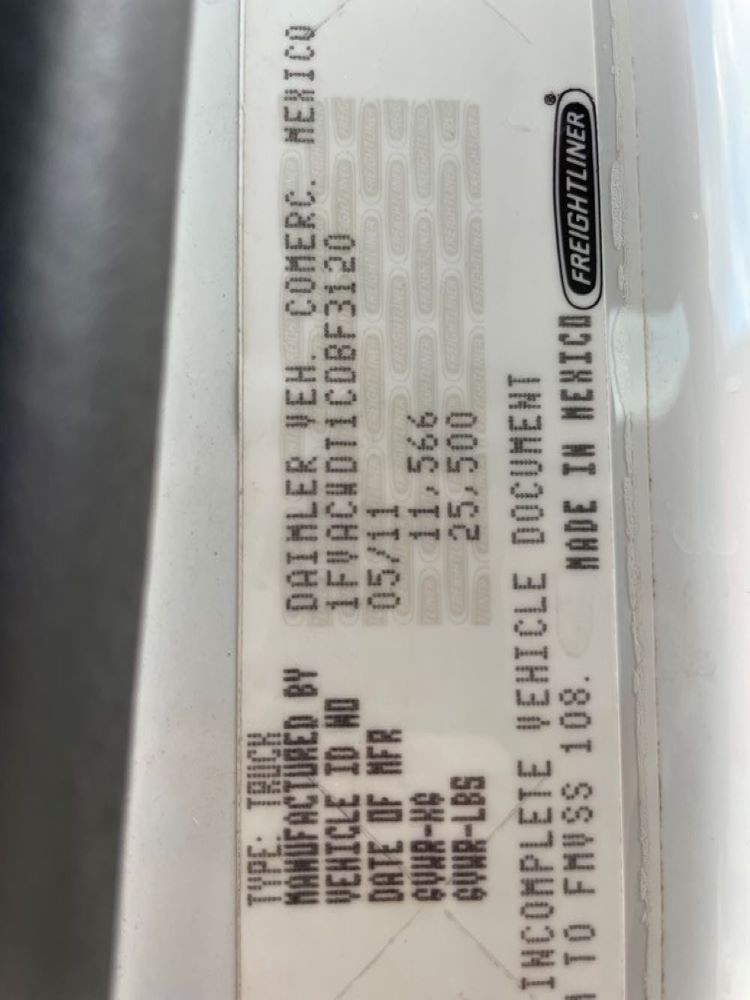 TYPE: TRUCK
MANUFACTURED BY DAIMLER VEH. COMERC. MEXICO
VEHICLE ID NO 1FVACWDT1CDBF3120
DATE OF MFR 05/11
GVWR-KG 11,566
GVWR-LBS 25,500
INCOMPLETE VEHICLE DOCUMENT
TO FMVSS 108. MADE IN MEXICO FREIGHTLINER®